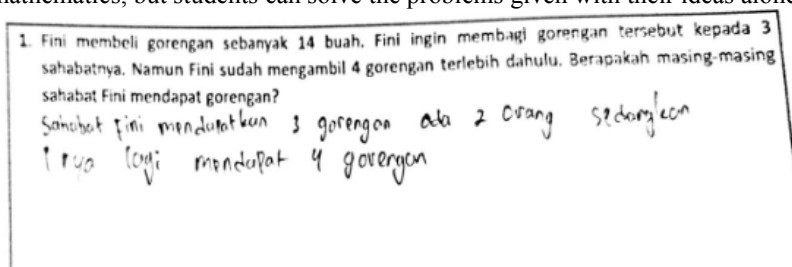 mathematics, but students can solve the problems given with their ideas alone
1. Fini membeli gorengan sebanyak 14 buah. Fini ingin membagi gorengan tersebut kepada 3
sahabatnya. Namun Fini sudah mengambil 4 gorengan terlebih dahulu. Berapakah masing-masing
sahabat Fini mendapat gorengan?
Sahabat Fini mendapatkan 3 gorengan ada 2 orang sedangkan
1 nya lagi mendapat 4 gorengan